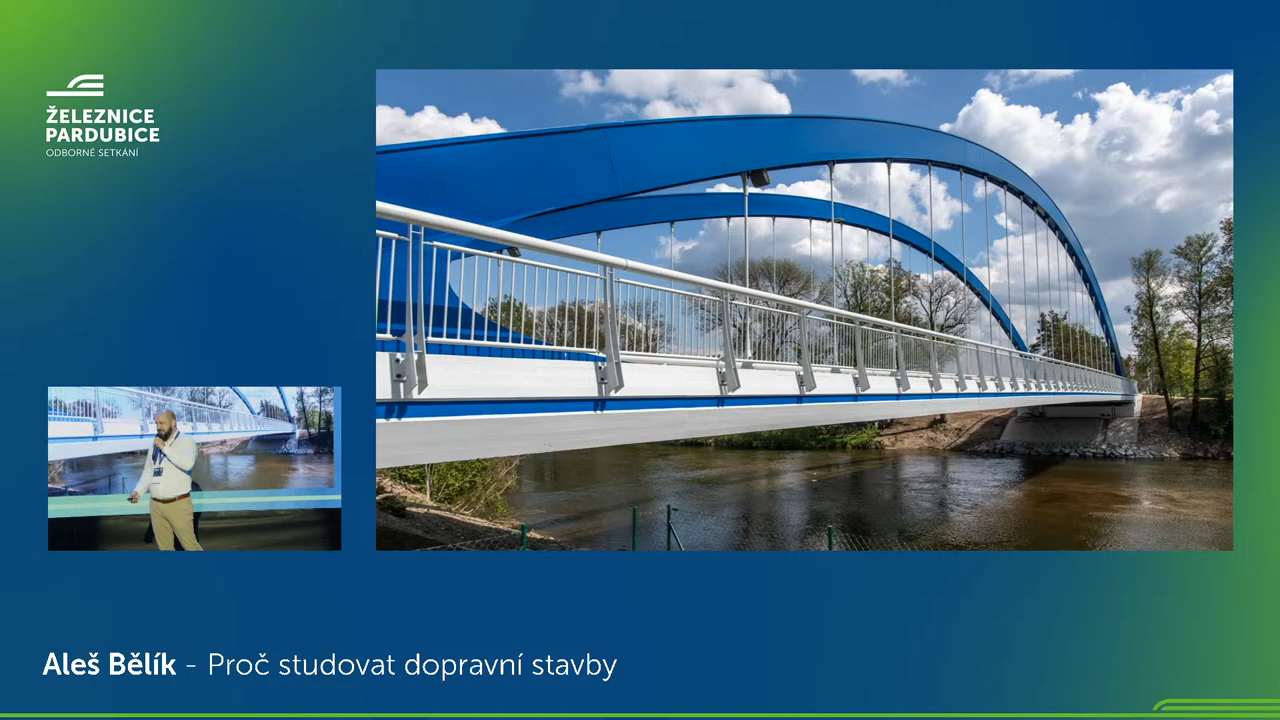 ŽELEZNICE
PARDUBICE
ODBORNÉ SETKÁNÍ
Aleš Bělík - Proč studovat dopravní stavby